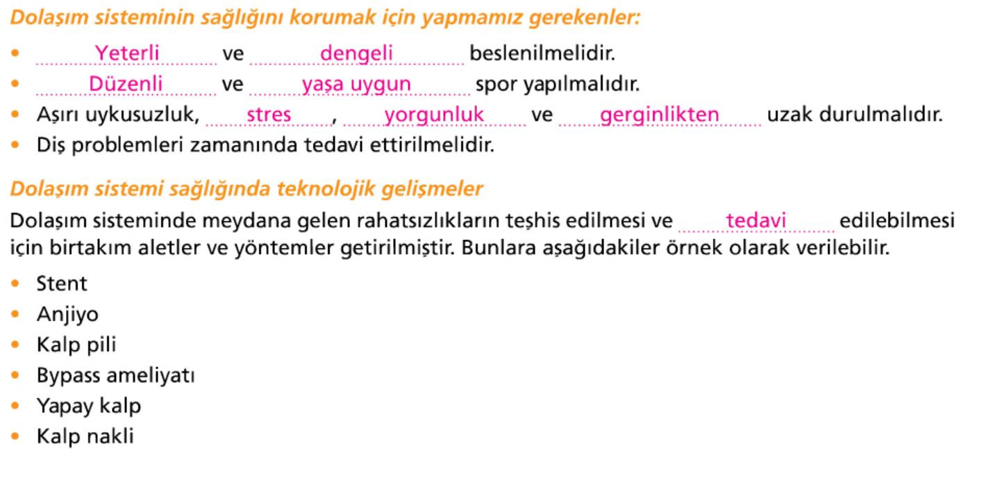 Dolaşım sisteminin sağlığını korumak için yapmamız gerekenler:
• Yeterli ve dengeli beslenilmelidir.
• Düzenli ve yaşa uygun spor yapılmalıdır.
• Aşırı uykusuzluk, stres, yorgunluk ve gerginlikten uzak durulmalıdır.
• Diş problemleri zamanında tedavi ettirilmelidir.
Dolaşım sistemi sağlığında teknolojik gelişmeler
Dolaşım sisteminde meydana gelen rahatsızlıkların teşhis edilmesi ve tedavi edilebilmesi
için birtakım aletler ve yöntemler getirilmiştir. Bunlara aşağıdakiler örnek olarak verilebilir.
• Stent
• Anjiyo
• Kalp pili
• Bypass ameliyatı
• Yapay kalp
• Kalp nakli